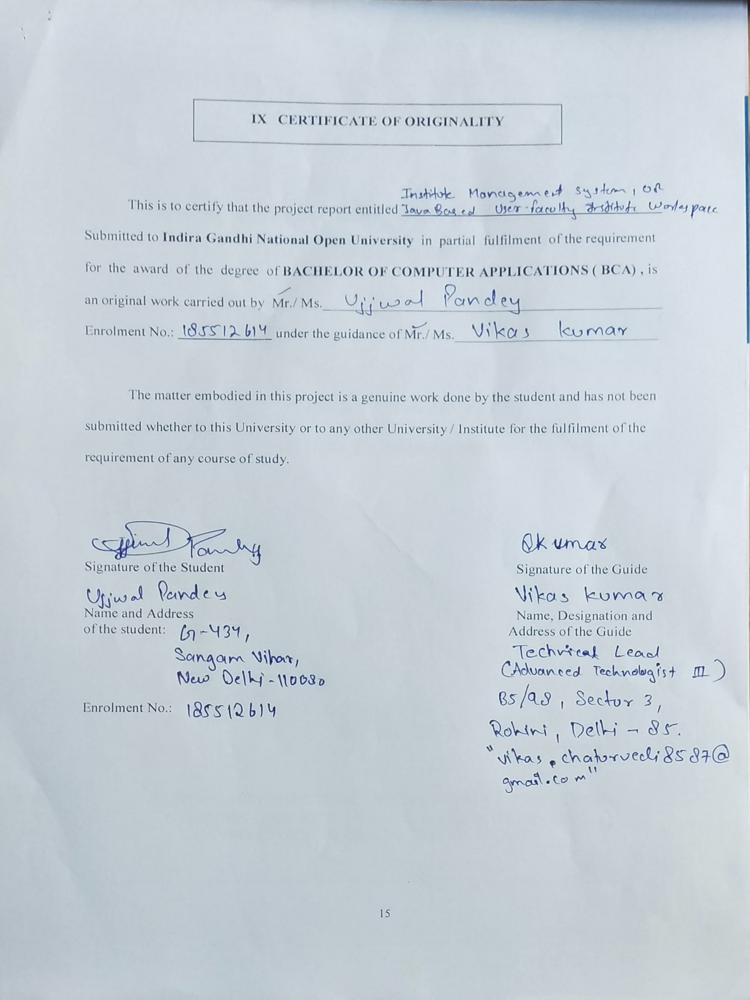 IX CERTIFICATE OF ORIGINALITY
Institute Management system, OR
This is to certify that the project report entitled Java Based User-faculty Institute Workspace
Submitted to Indira Gandhi National Open University in partial fulfilment of the requirement
for the award of the degree of BACHELOR OF COMPUTER APPLICATIONS ( BCA) , is
an original work carried out by Mr./ Ms. Ujjwal Pandey
Enrolment No.: 185512614 under the guidance of Mr./ Ms. Vikas kumar
The matter embodied in this project is a genuine work done by the student and has not been
submitted whether to this University or to any other University / Institute for the fulfilment of the
requirement of any course of study.
Ujjwal Pandey
Signature of the Student
Ujjwal Pandey
Name and Address
of the student: G-434,
Sangam Vihar,
New Delhi-110080
Enrolment No.: 185512614
kumar
Signature of the Guide
Vikas kumar
Name, Designation and
Address of the Guide
Technical Lead
(Advanced Technologist III)
B5/98, Sector 3,
Rohini, Delhi - 85.
"vikas.chaturvedi8587@
gmail.com"
15